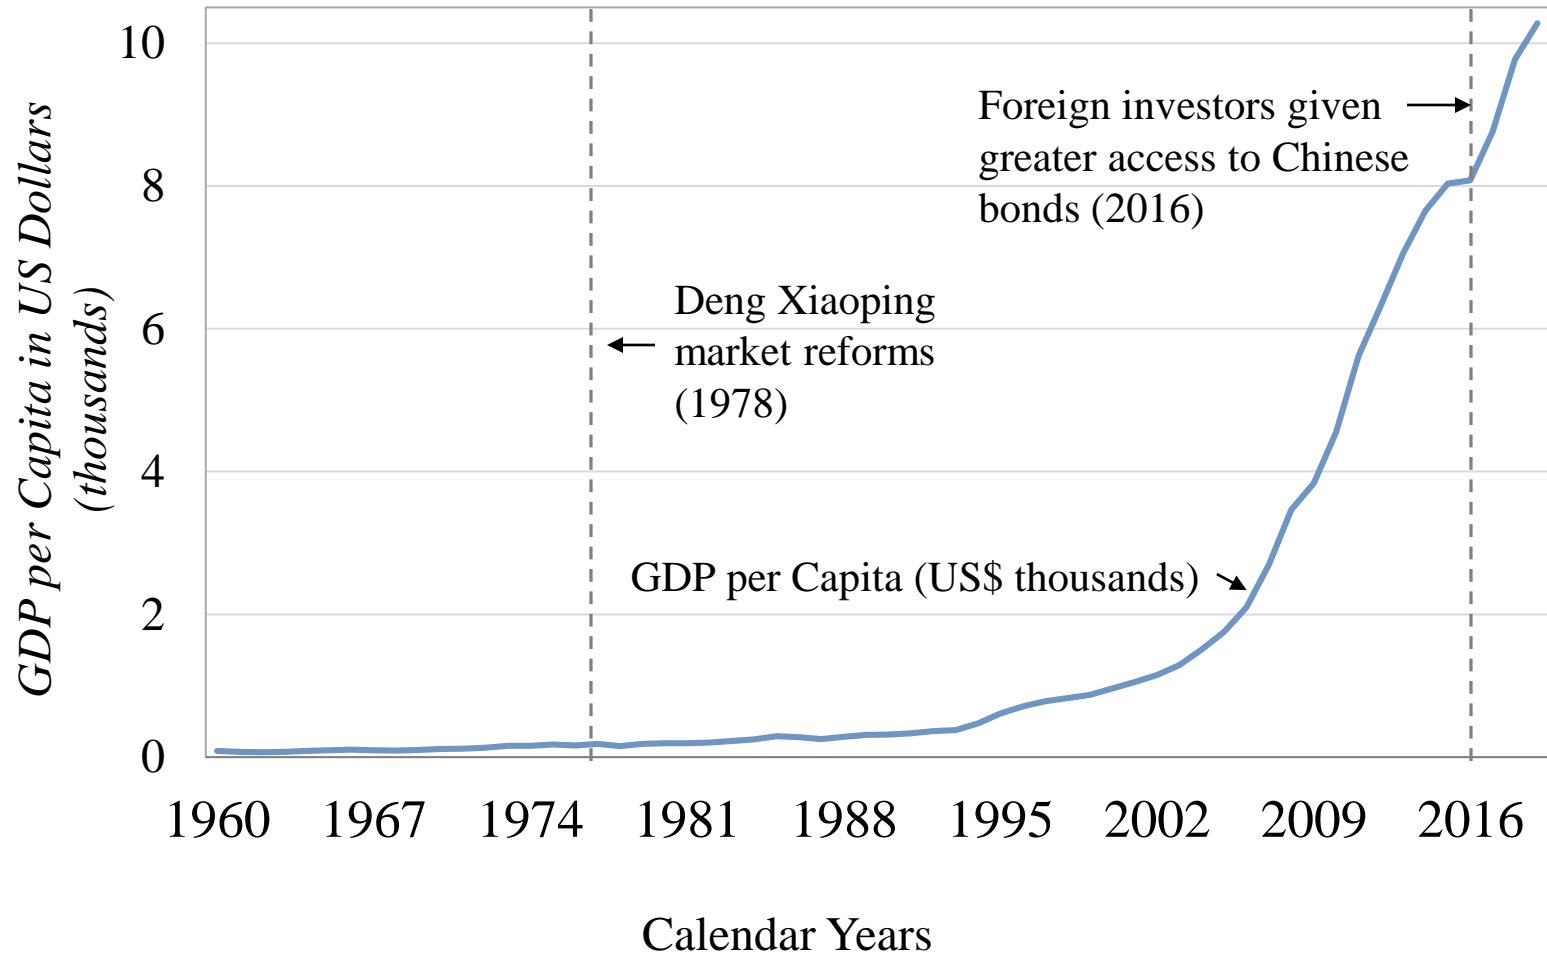 GDP per Capita in US Dollars
(thousands)
10
8
6
4
2
0
Foreign investors given
greater access to Chinese
bonds (2016)
Deng Xiaoping
market reforms
(1978)
GDP per Capita (US$ thousands)
1960 1967 1974 1981 1988 1995 2002 2009 2016
Calendar Years